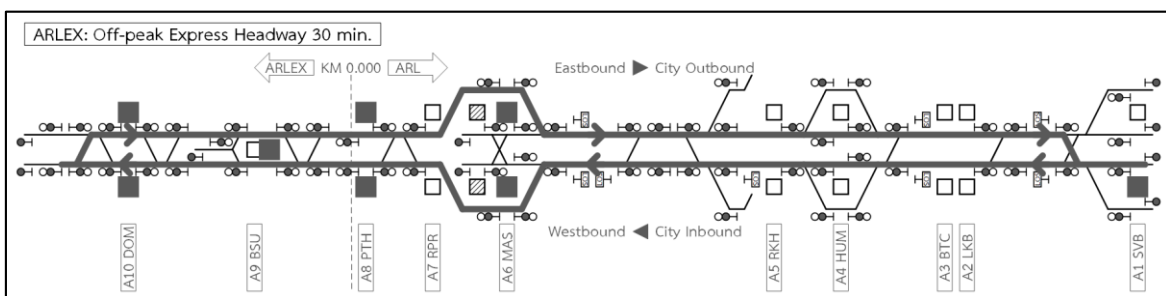 ARLEX: Off-peak Express Headway 30 min.
ARLEX KM 0.000 ARL
Eastbound City Outbound
Westbound City Inbound
A10 DOM
A9 BSU
A8 PTH
A7 RPR
A6 MAS
A5 RKH
A4 HUM
A3 BTC
A2 LKB
A1 SVB